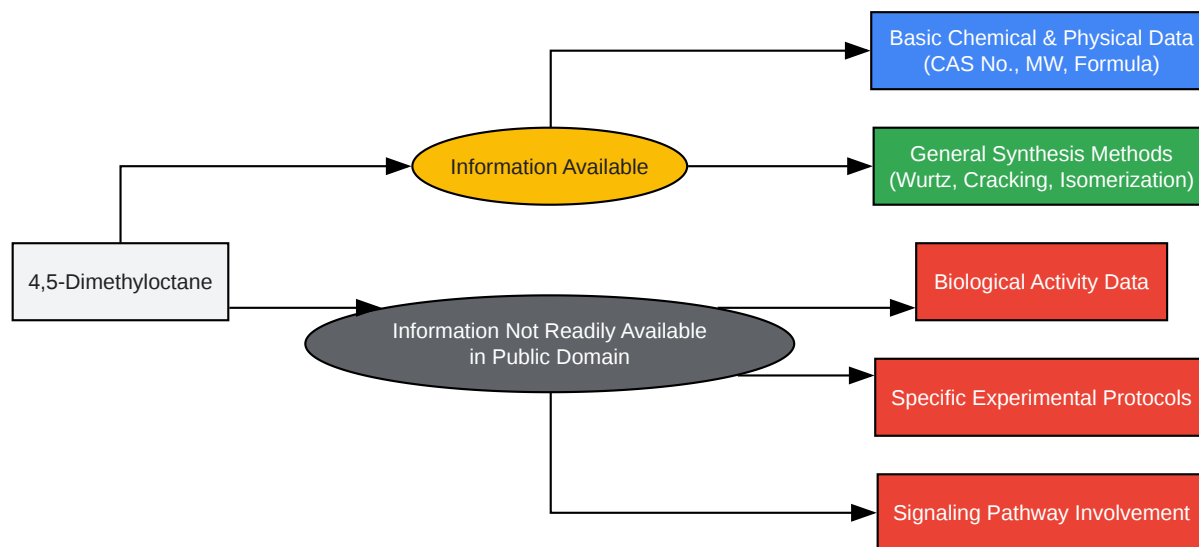 Basic Chemical & Physical Data
(CAS No., MW, Formula)
Information Available
General Synthesis Methods
(Wurtz, Cracking, Isomerization)
4,5-Dimethyloctane
Biological Activity Data
Information Not Readily Available
in Public Domain
Specific Experimental Protocols
Signaling Pathway Involvement